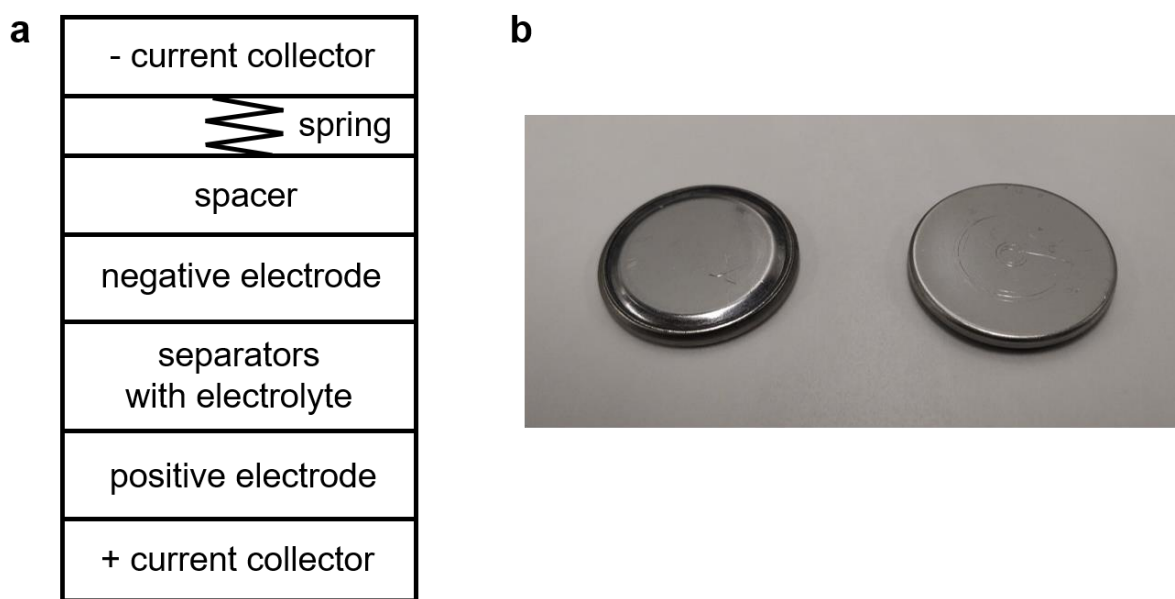 a
- current collector
spring
spacer
negative electrode
separators
with electrolyte
positive electrode
+ current collector
b